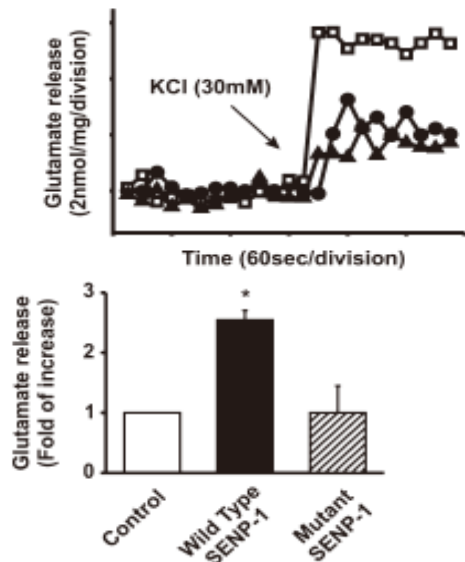 Glutamate release
(2nmol/mg/division)
KCl (30mM)
Time (60sec/division)
Glutamate release
(Fold of increase)
3
2
1
0
*
Control
Wild Type
SENP-1
Mutant
SENP-1